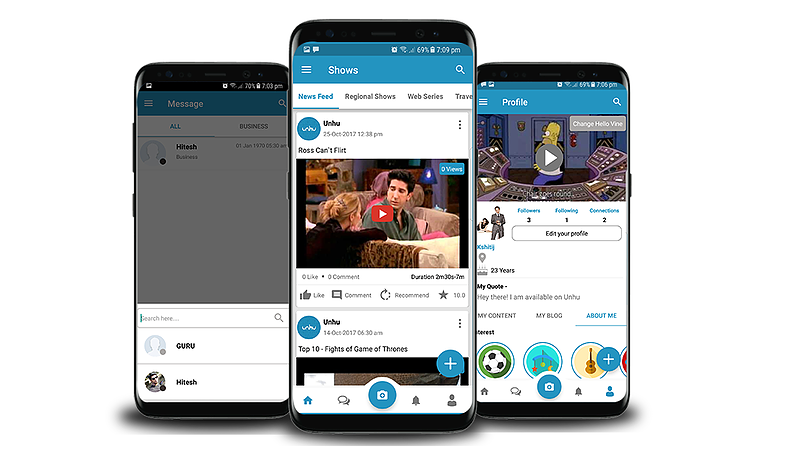 70% 7:03 pm
Message
ALL BUSINESS
Hitesh 01 Jan 1970 05:30 am
Business
Search here....
GURU
Hitesh
69% 7:09 pm
Shows
News Feed Regional Shows Web Series Trave
Unhu
25-Oct-2017 12:38 pm
Ross Can't Flirt
0 Views
0 Like • 0 Comment Duration 2m30s-7m
Like Comment Recommend 10.0
Unhu
14-Oct-2017 06:30 am
Top 10 - Fights of Game of Thrones
69% 7:06 pm
Profile
Change Hello Vine
Chair goes round..
Followers Following Connections
3 1 2
Edit your profile
Xshitij
23 Years
My Quote -
Hey there! I am available on Unhu
MY CONTENT MY BLOG ABOUT ME
nterest